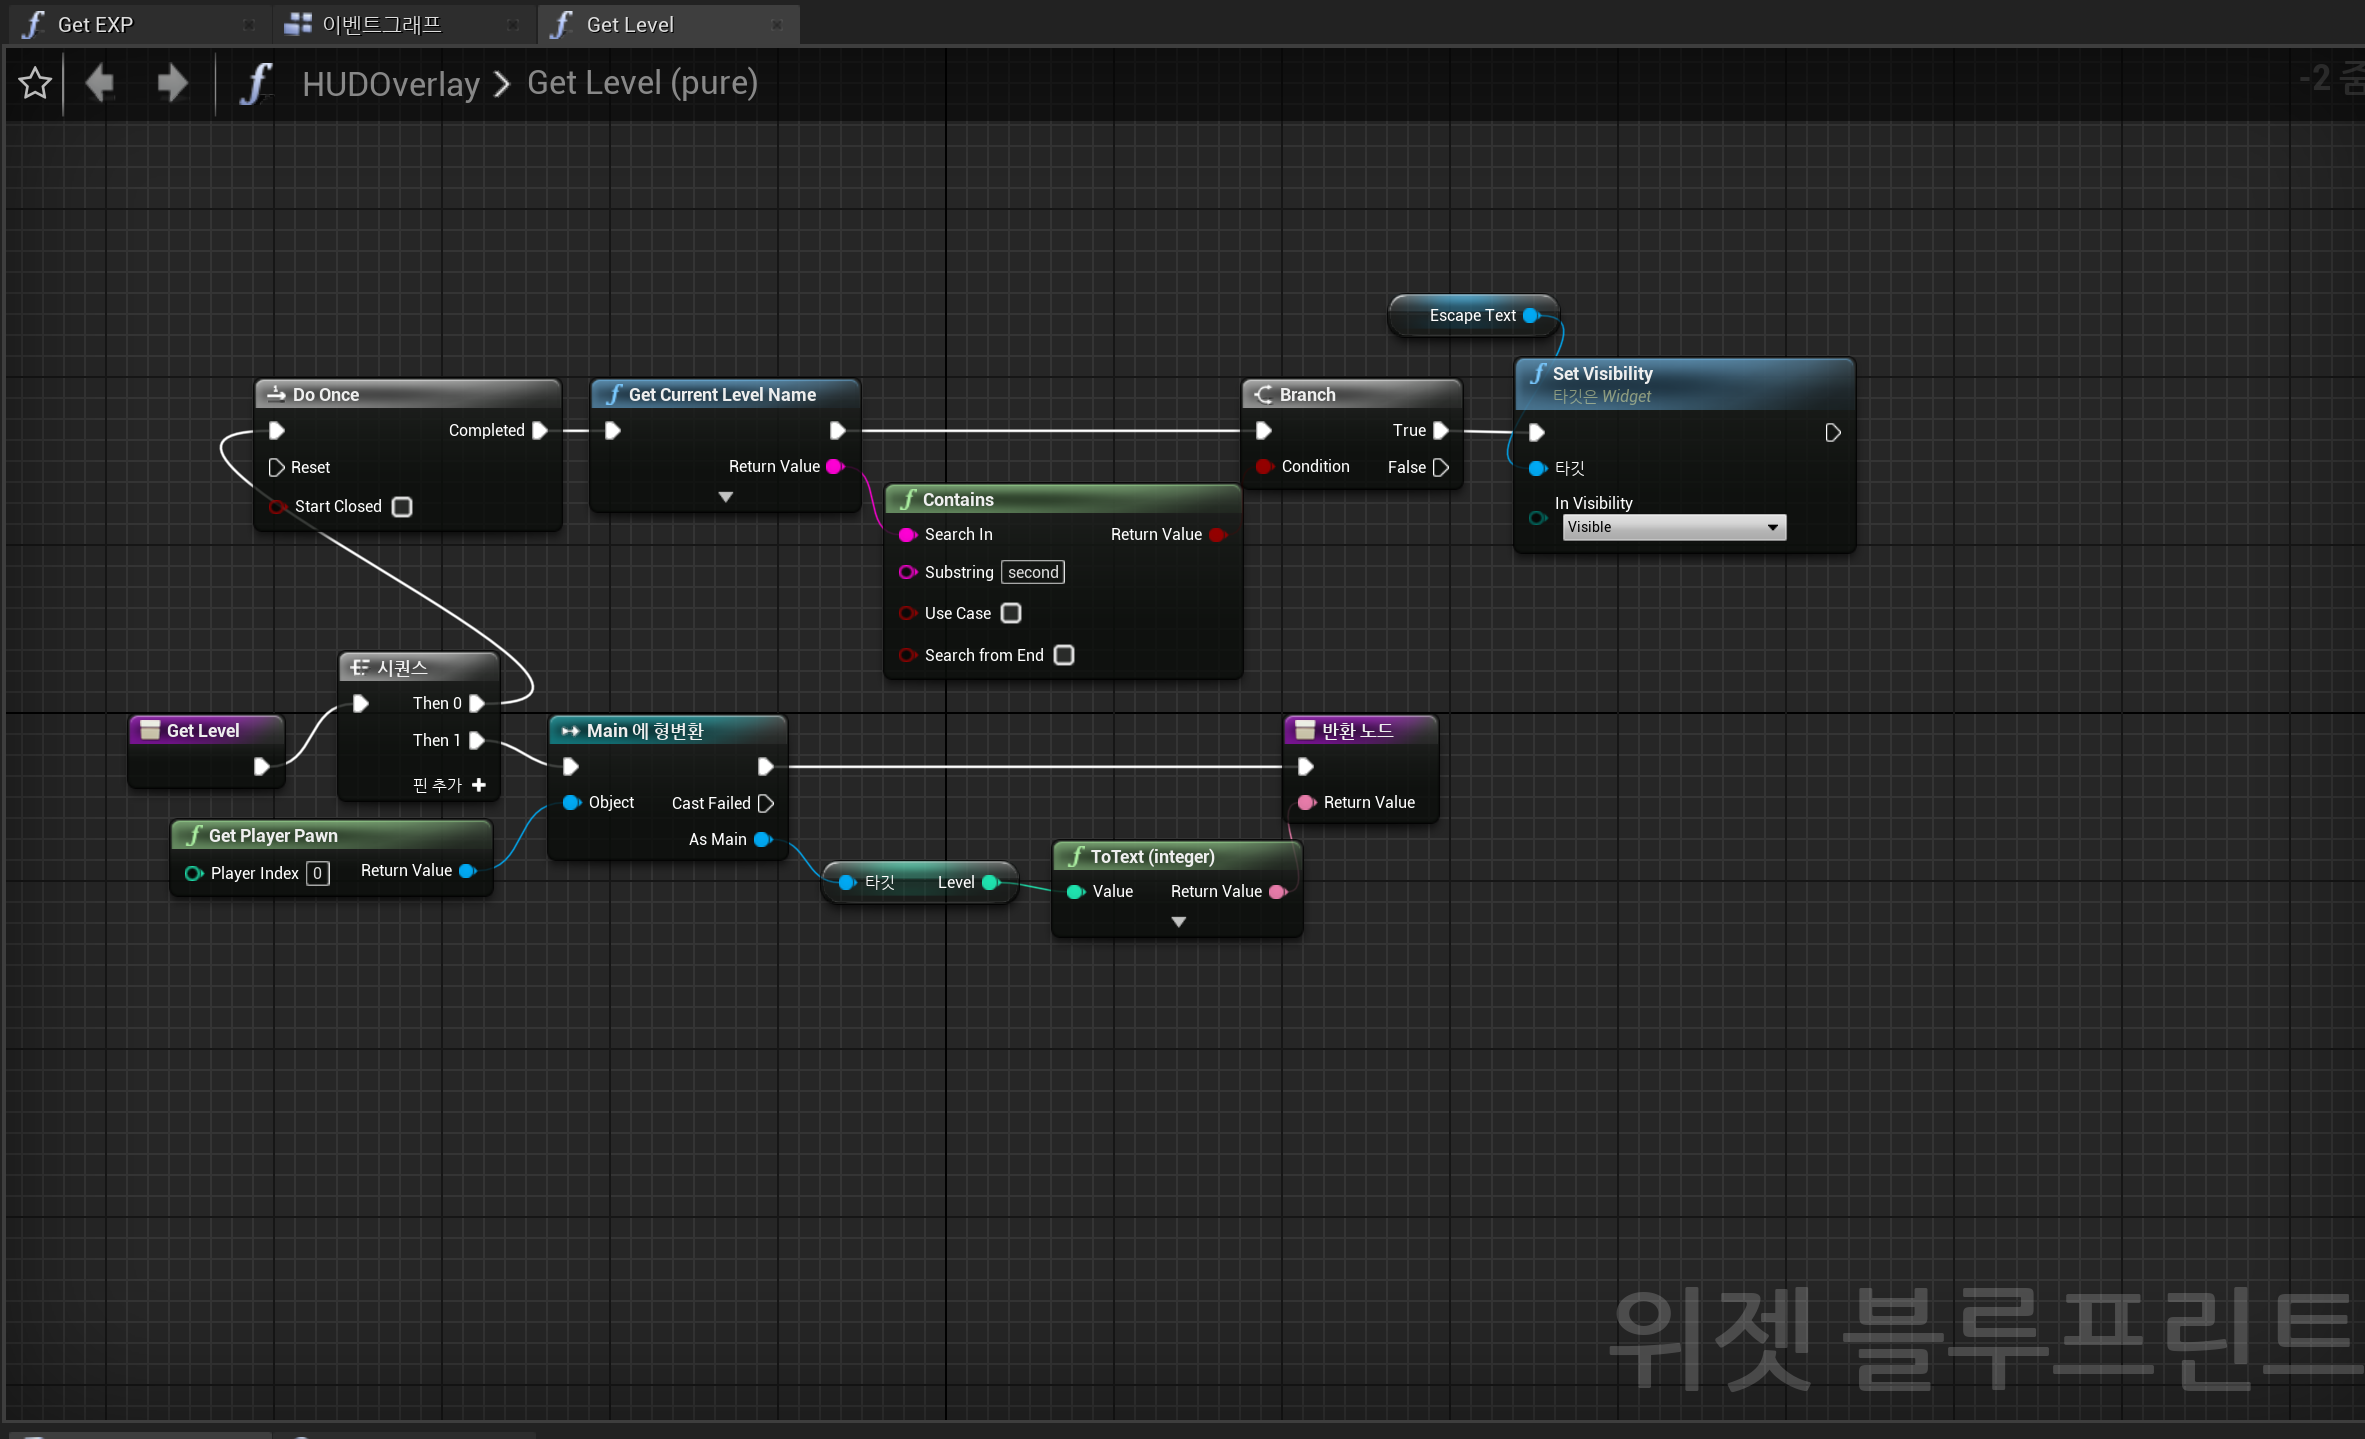 Get EXP
이벤트그래프
Get Level
HUDOverlay
Get Level (pure)
-2 줌
Escape Text
Do Once
Completed
Reset
Start Closed
Get Current Level Name
Return Value
Contains
Search In
Return Value
Substring
second
Use Case
Search from End
Branch
True
Condition
False
Set Visibility
타깃은 Widget
타깃
In Visibility
Visible
시퀀스
Then 0
Then 1
핀 추가
Get Level
Get Player Pawn
Player Index
0
Return Value
Main 에 형변환
Object
Cast Failed
As Main
타깃
Level
ToText (integer)
Value
Return Value
반환 노드
Return Value
위젯 블루프린트